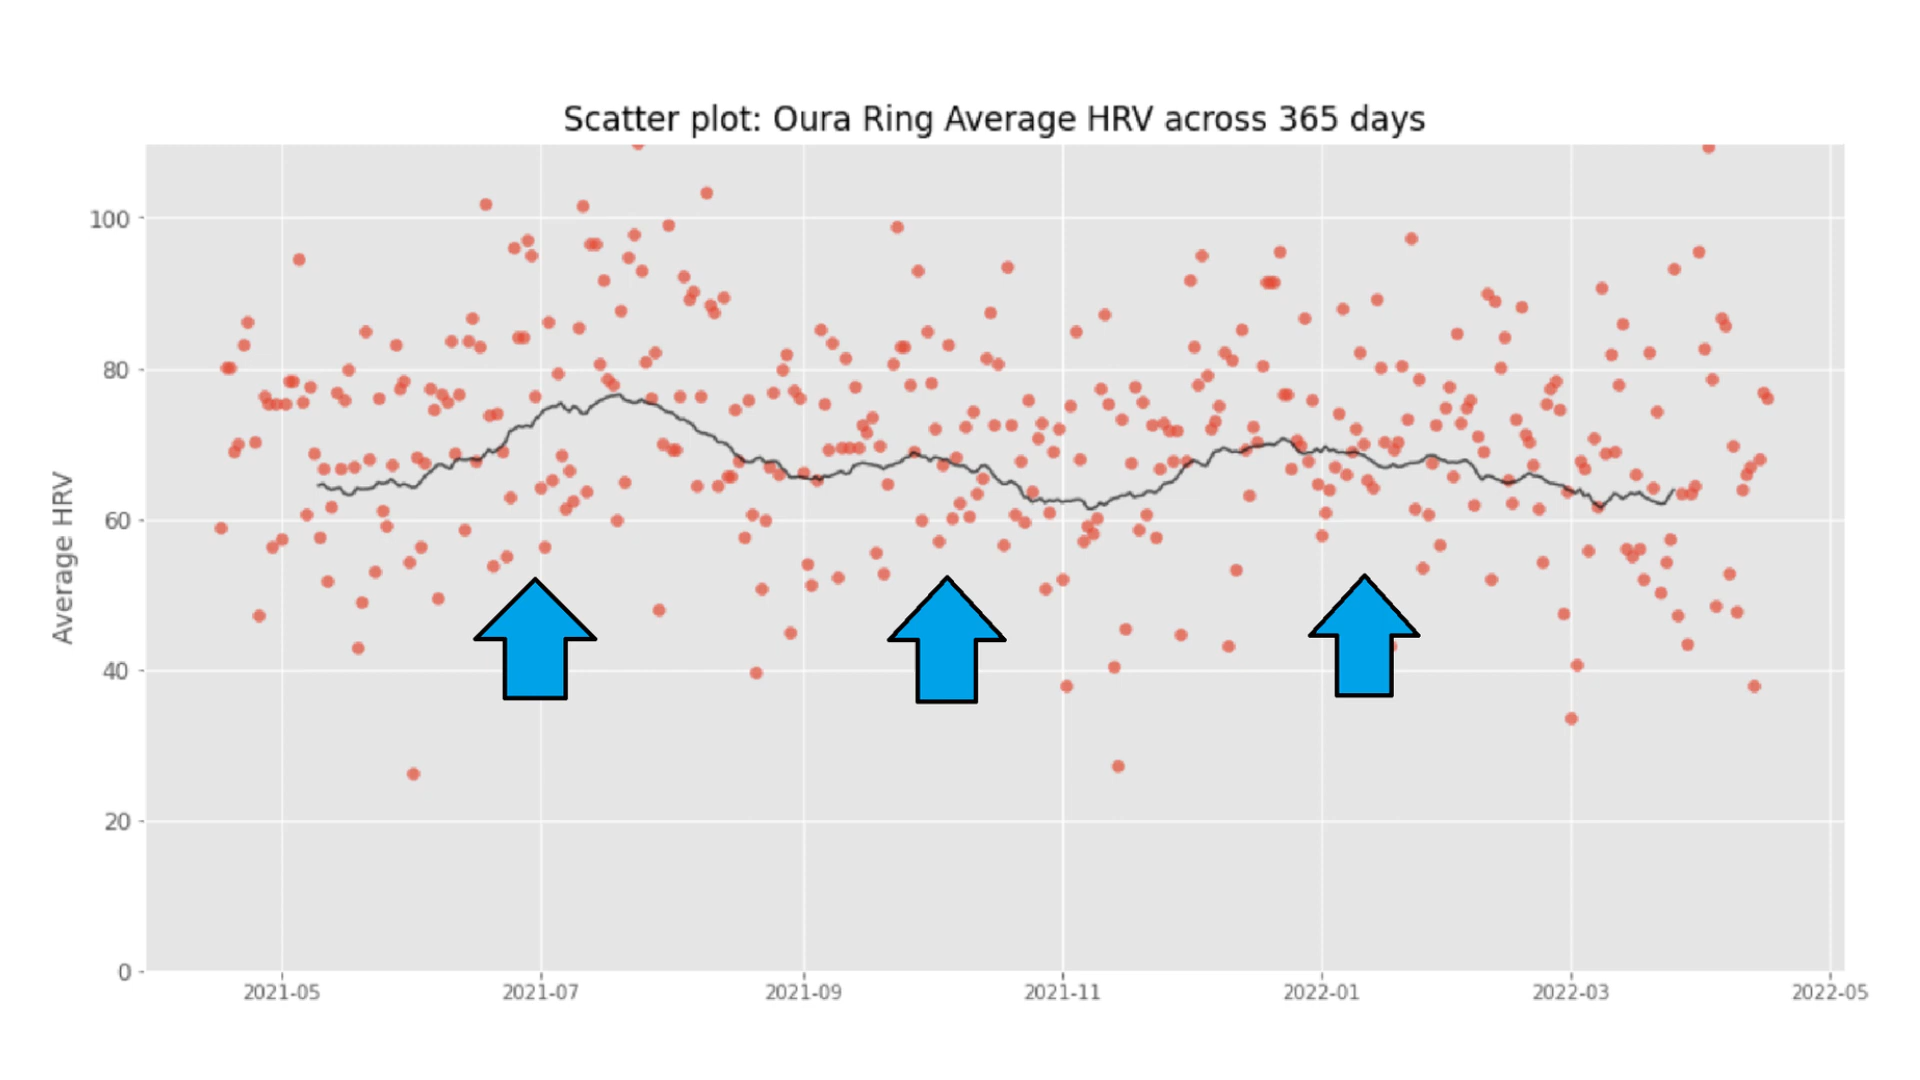 Scatter plot: Oura Ring Average HRV across 365 days
100
80
60
40
20
0
Average HRV
2021-05 2021-07 2021-09 2021-11 2022-01 2022-03 2022-05